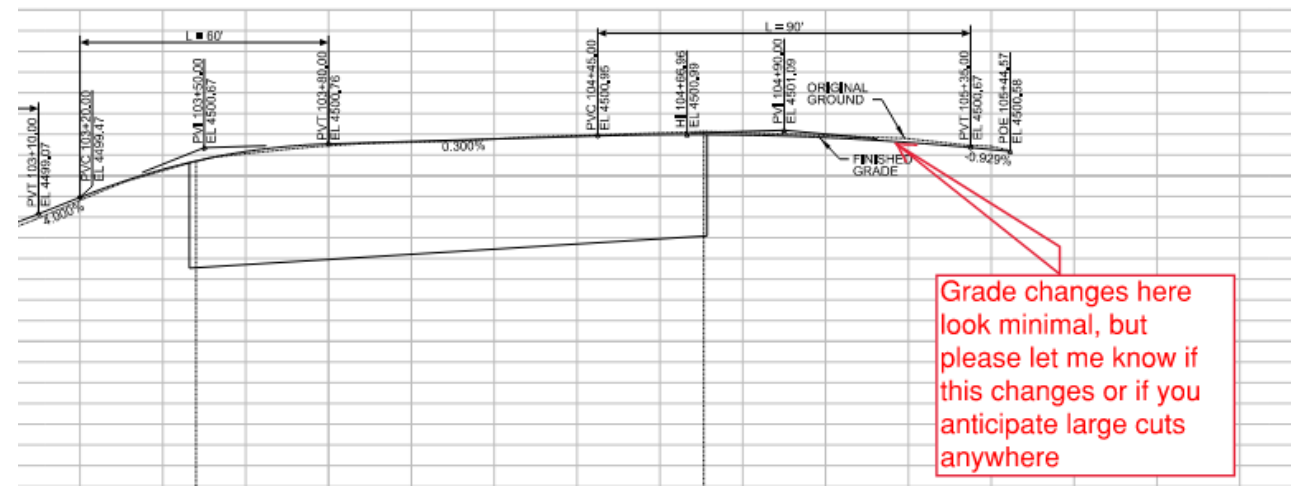 L = 60'
L = 90'
PVT 103+10.00
EL 4499.07
PVC 103+20.00
EL 4499.47
PVI 103+50.00
EL 4500.67
PVT 103+80.00
EL 4500.76
PVC 104+45.00
EL 4500.95
HI 104+66.96
EL 4500.99
PVI 104+90.00
EL 4501.09
ORIGINAL
GROUND
PVT 105+35.00
EL 4500.67
POE 105+44.57
EL 4500.58
4.000%
0.300%
FINISHED
GRADE
-0.929%
Grade changes here
look minimal, but
please let me know if
this changes or if you
anticipate large cuts
anywhere